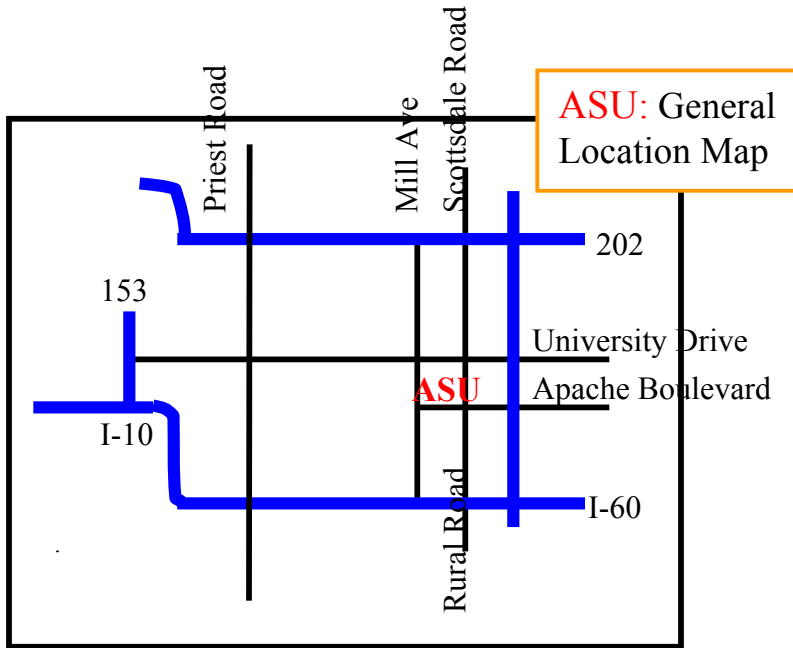 ASU: General
Location Map
Priest Road
Mill Ave
Scottsdale Road
202
153
University Drive
ASU
Apache Boulevard
I-10
I-60
Rural Road